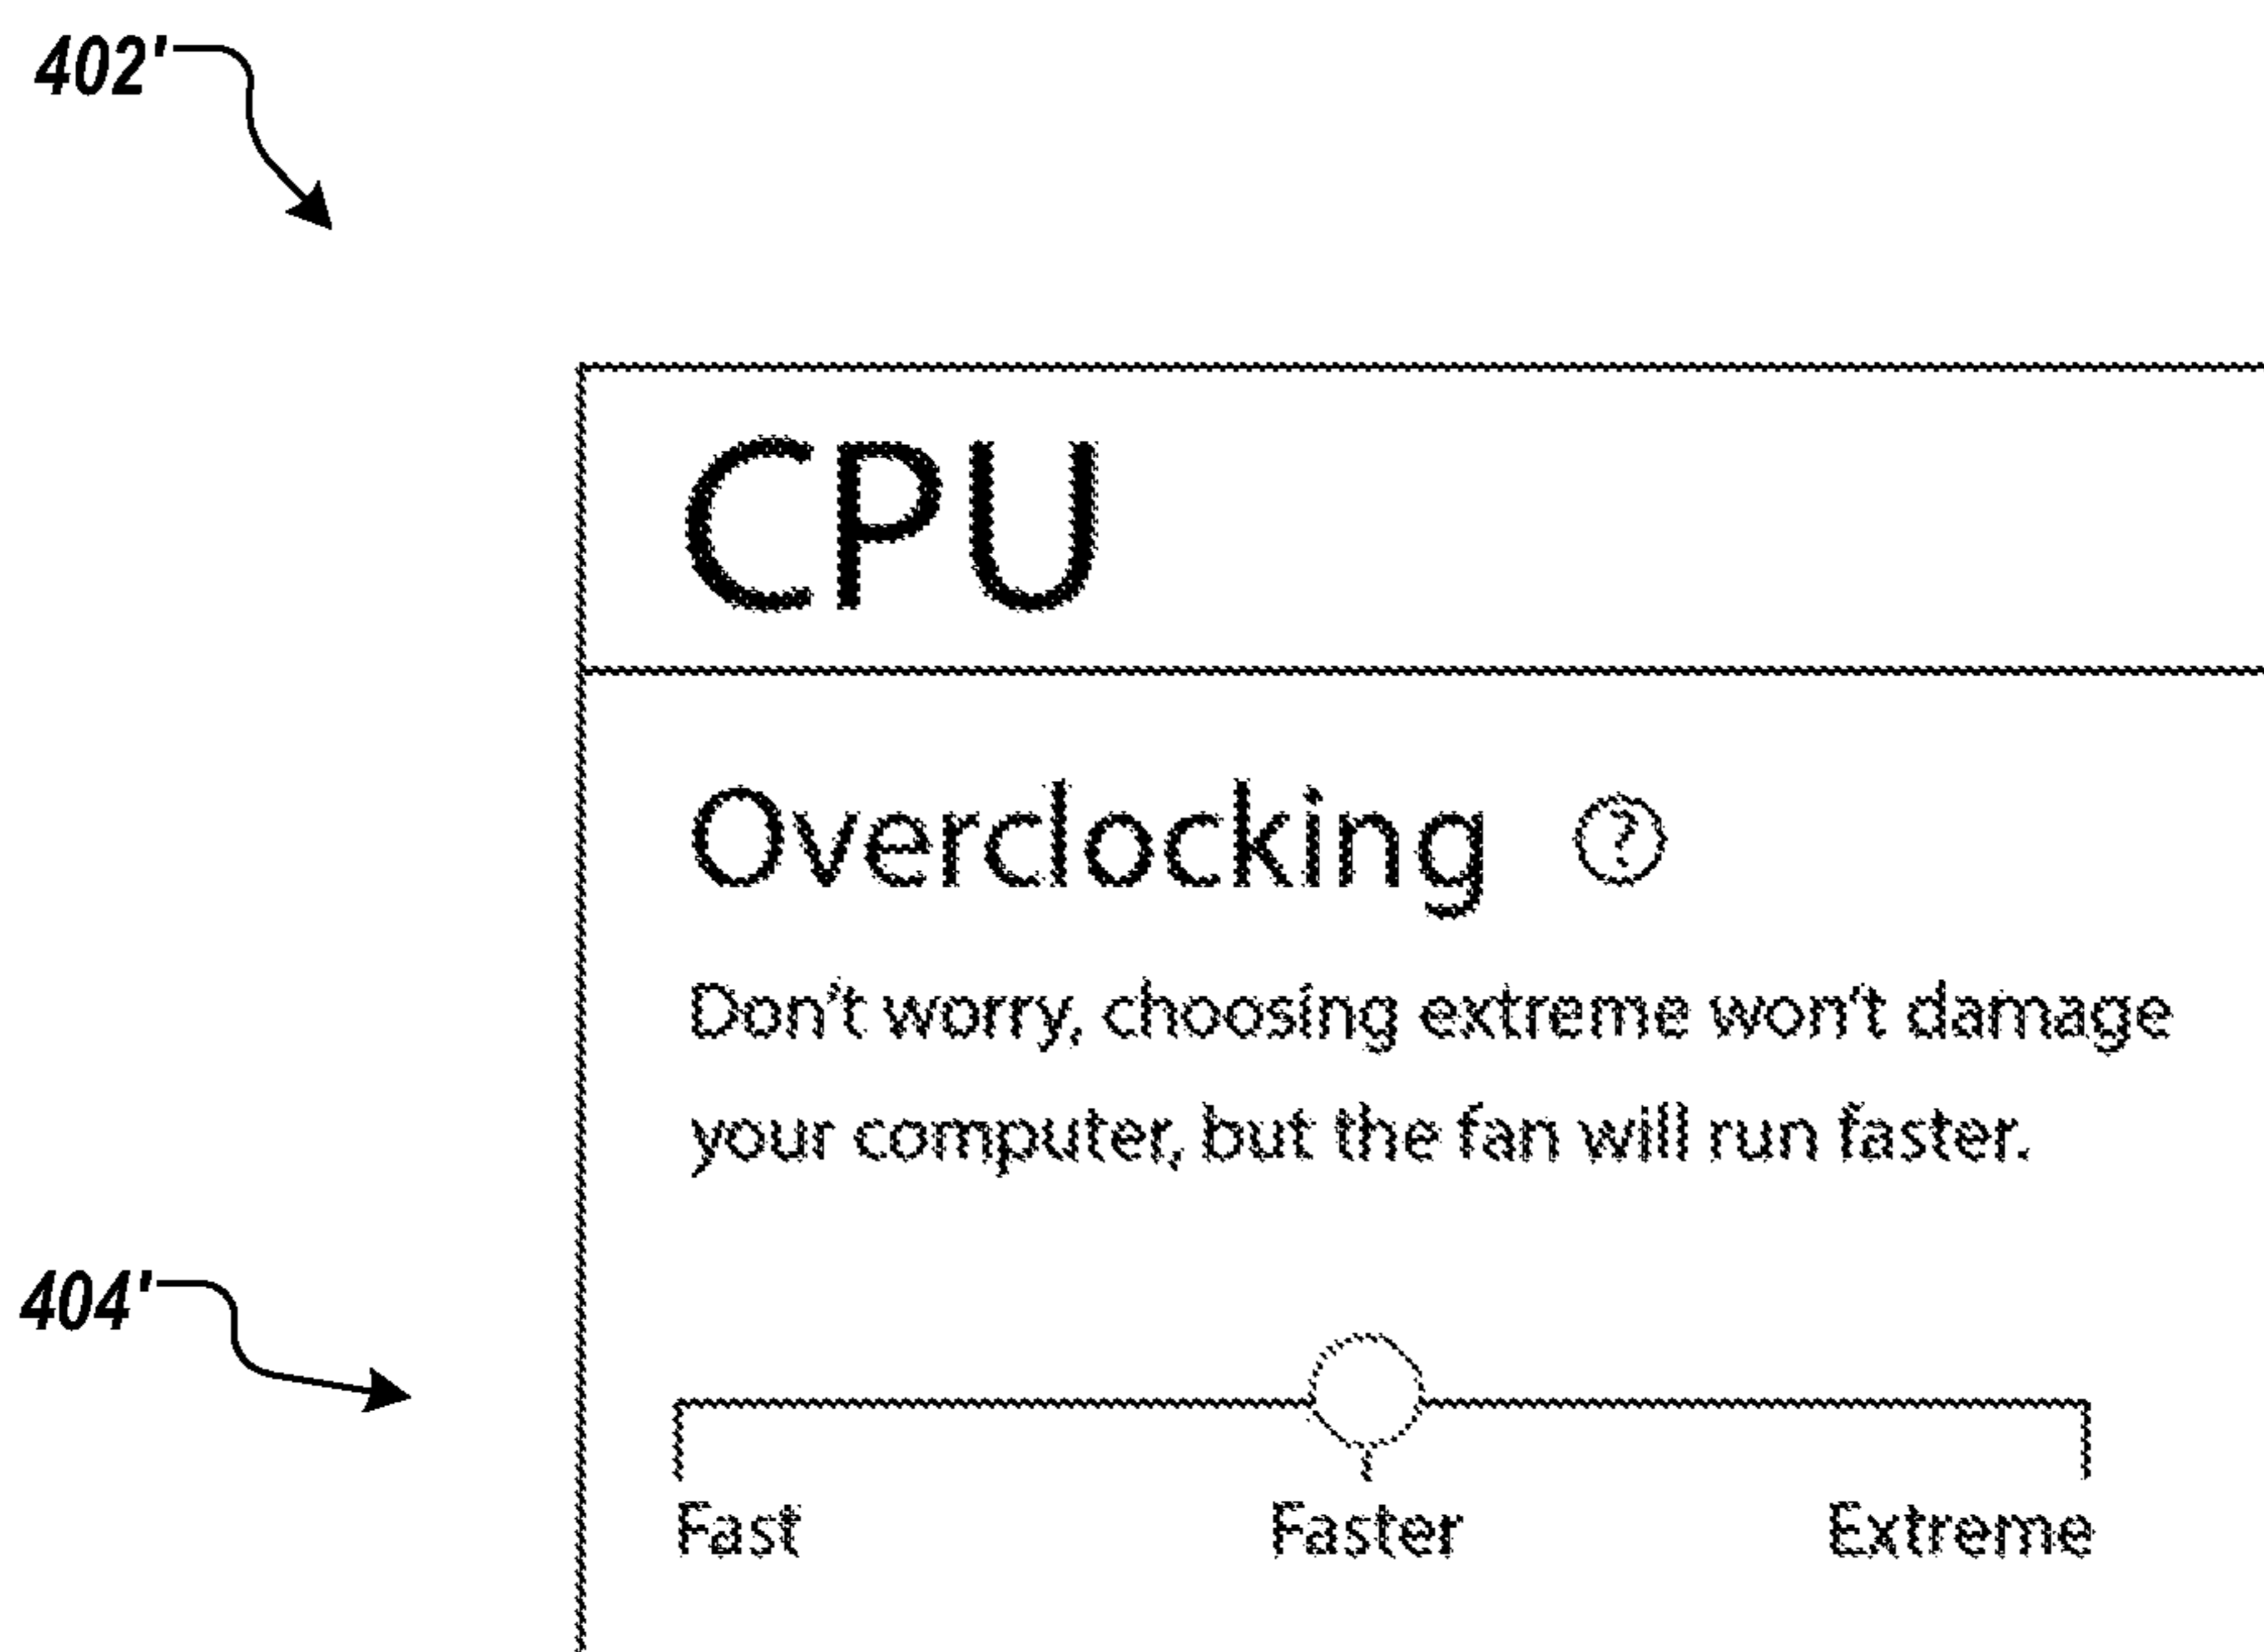 402'
CPU
Overclocking ?
Don't worry, choosing extreme won't damage
your computer, but the fan will run faster.
404'
Fast Faster Extreme